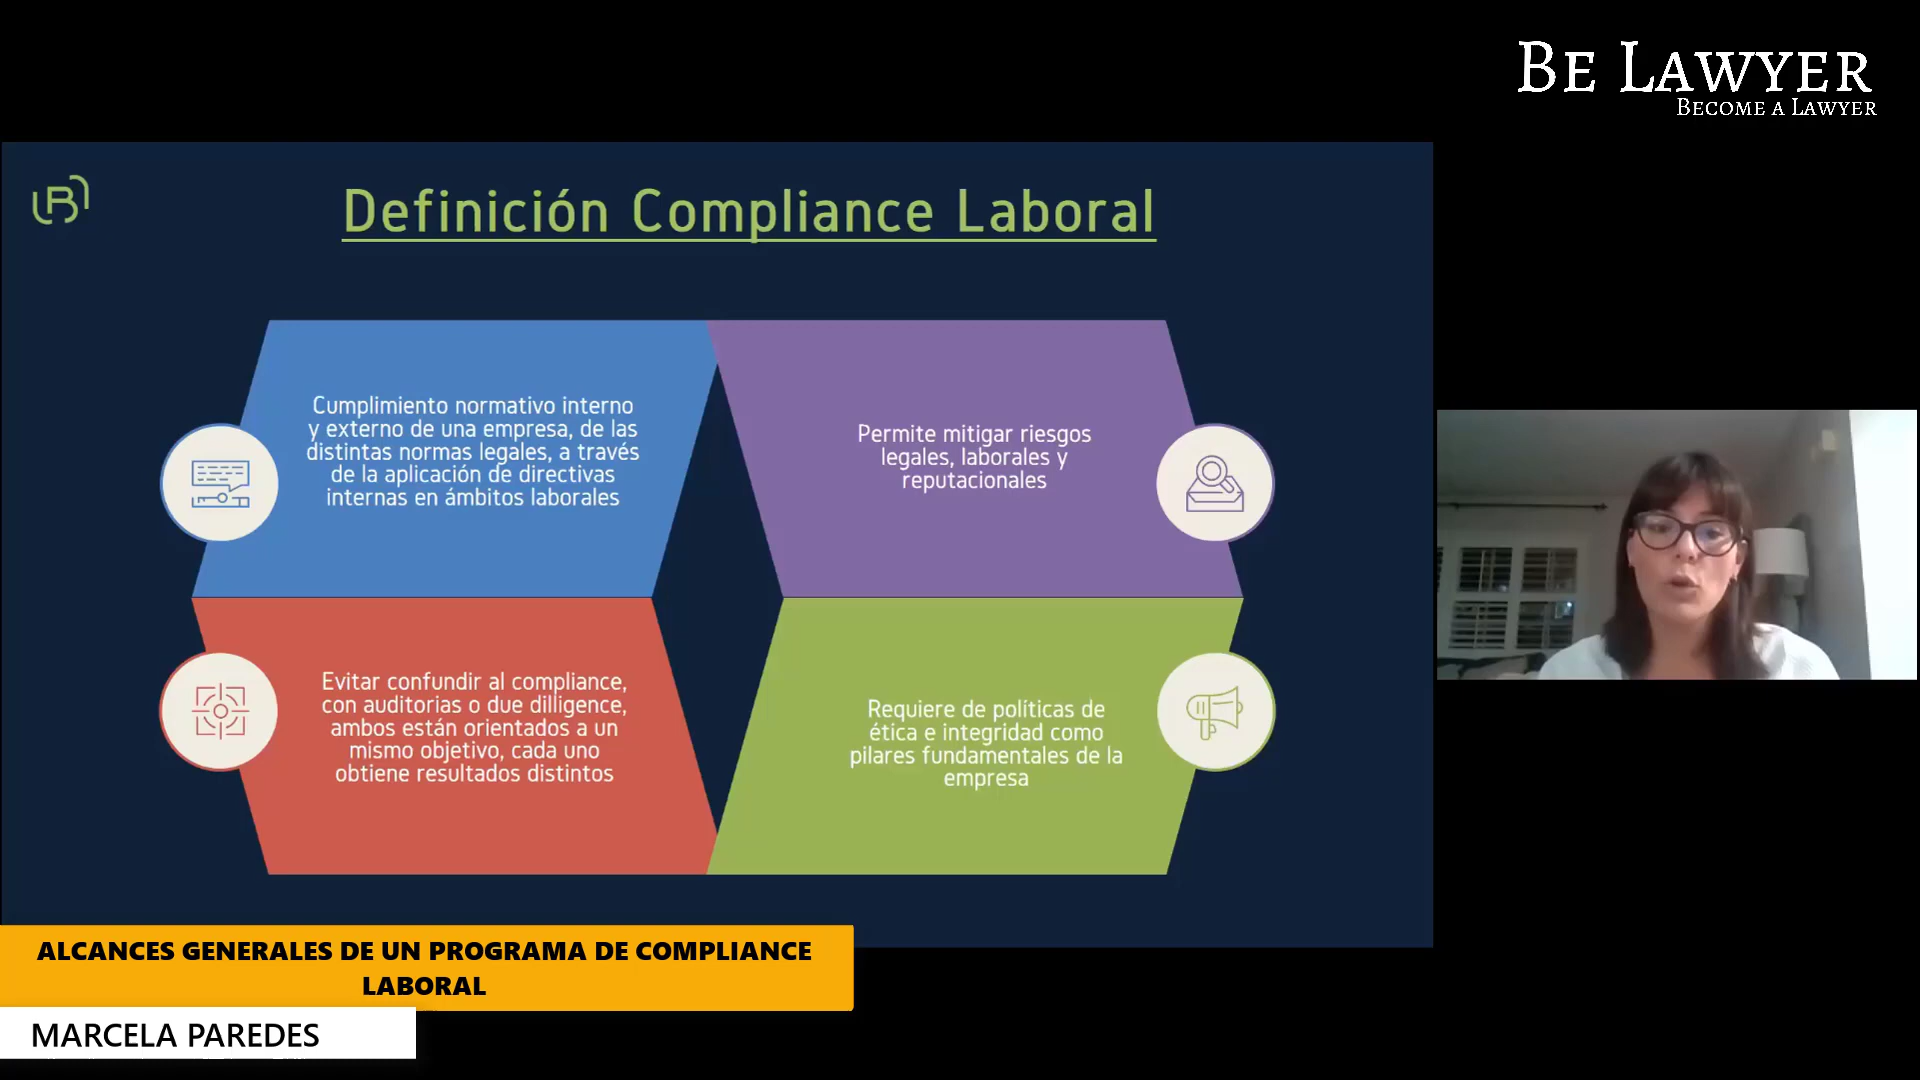 BE LAWYER
BECOME A LAWYER
Definición Compliance Laboral
Cumplimiento normativo interno
y externo de una empresa, de las
distintas normas legales, a través
de la aplicación de directivas
internas en ámbitos laborales
Permite mitigar riesgos
legales, laborales y
reputacionales
Evitar confundir al compliance,
con auditorias o due dilligence,
ambos están orientados a un
mismo objetivo, cada uno
obtiene resultados distintos
Requiere de políticas de
ética e integridad como
pilares fundamentales de la
empresa
ALCANCES GENERALES DE UN PROGRAMA DE COMPLIANCE
LABORAL
MARCELA PAREDES